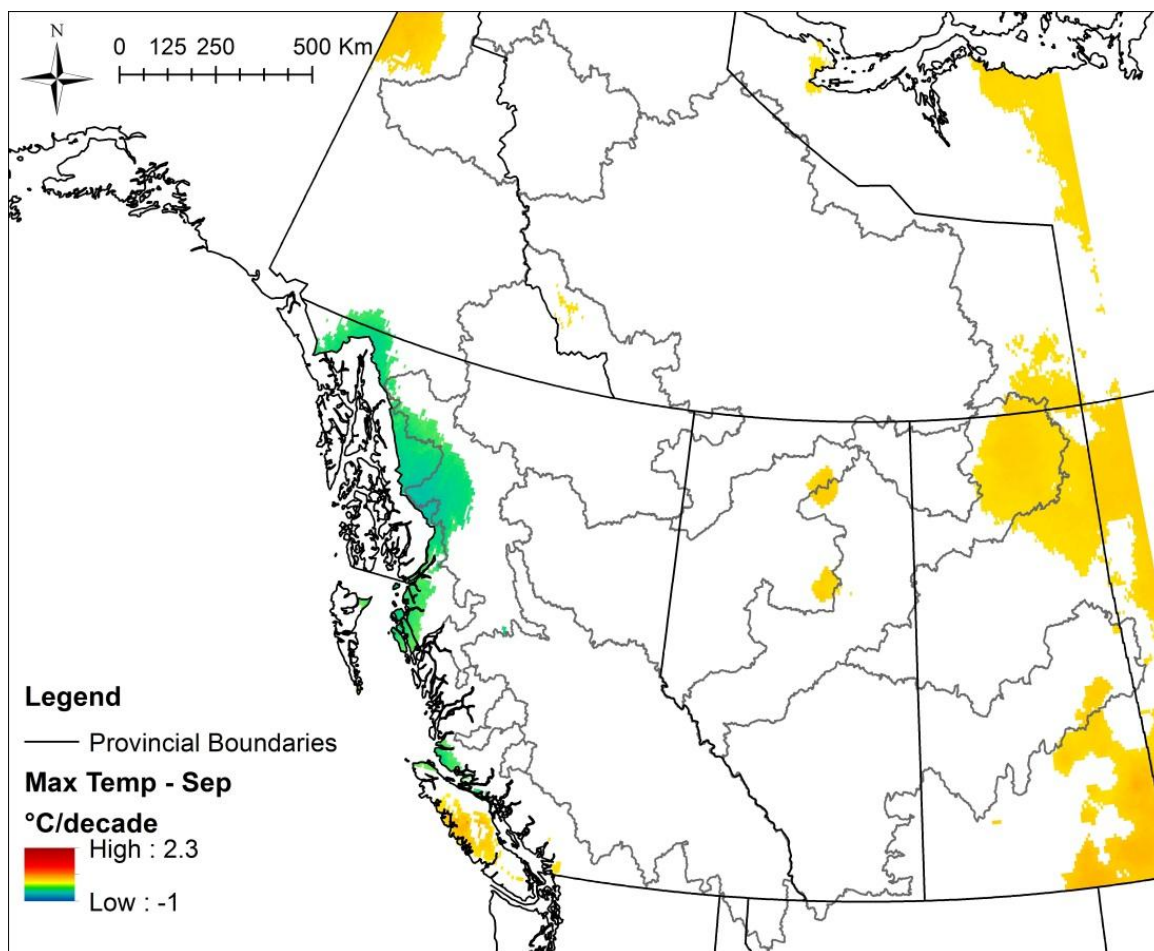 N
0 125 250 500 Km
Legend
Provincial Boundaries
Max Temp - Sep
°C/decade
High : 2.3
Low : -1